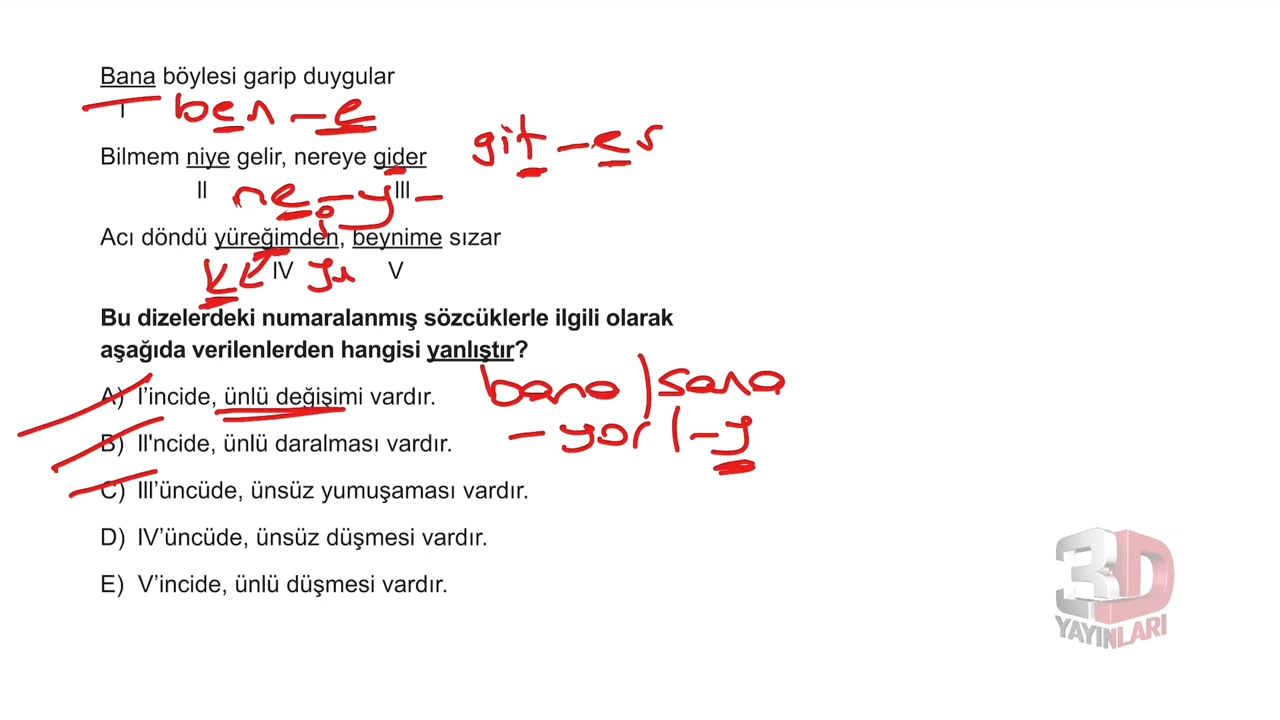 Bana böylesi garip duygular
I ben - e
Bilmem niye gelir, nereye gider
git - er
II ne - y III -
i
Acı döndü yüreğimden, beynime sızar
k IV yu V
Bu dizelerdeki numaralanmış sözcüklerle ilgili olarak
aşağıda verilenlerden hangisi yanlıştır?
A) I’incide, ünlü değişimi vardır.
bana | sana
B) II'ncide, ünlü daralması vardır.
- yor | - y
C) III’üncüde, ünsüz yumuşaması vardır.
D) IV’üncüde, ünsüz düşmesi vardır.
E) V’incide, ünlü düşmesi vardır.
3D
YAYINLARI